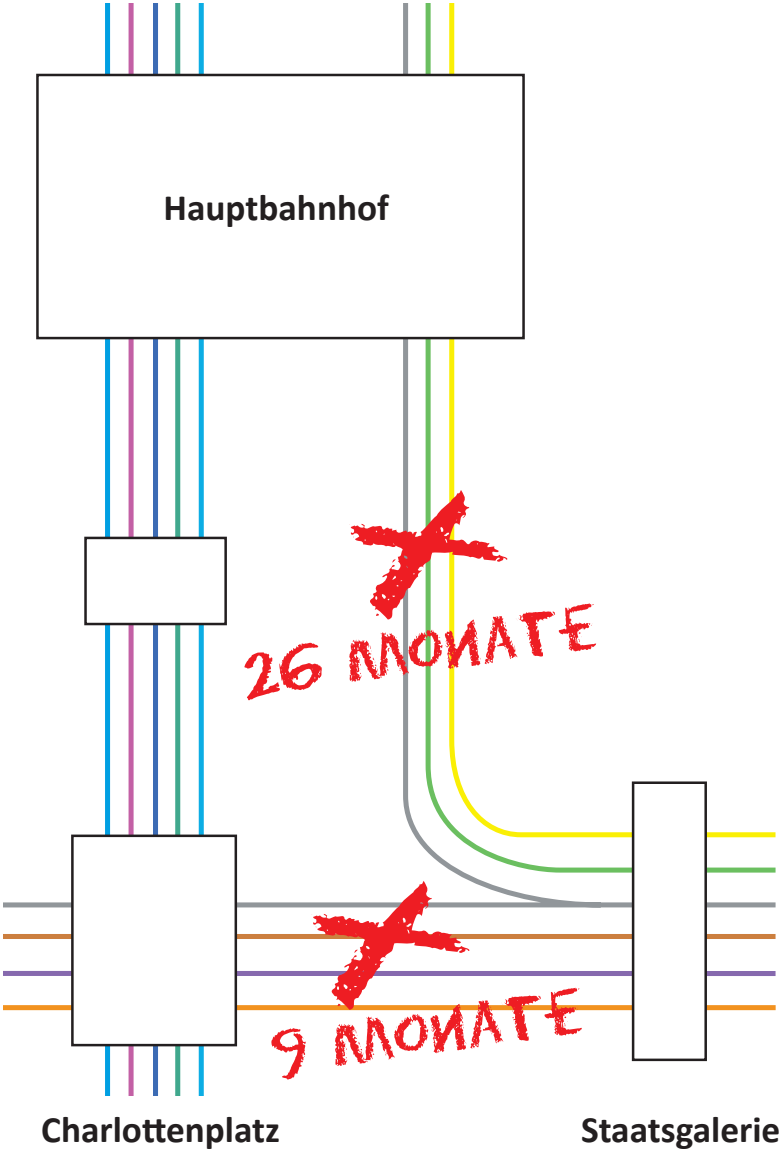 Hauptbahnhof
26 MONATE
9 MONATE
Charlottenplatz
Staatsgalerie